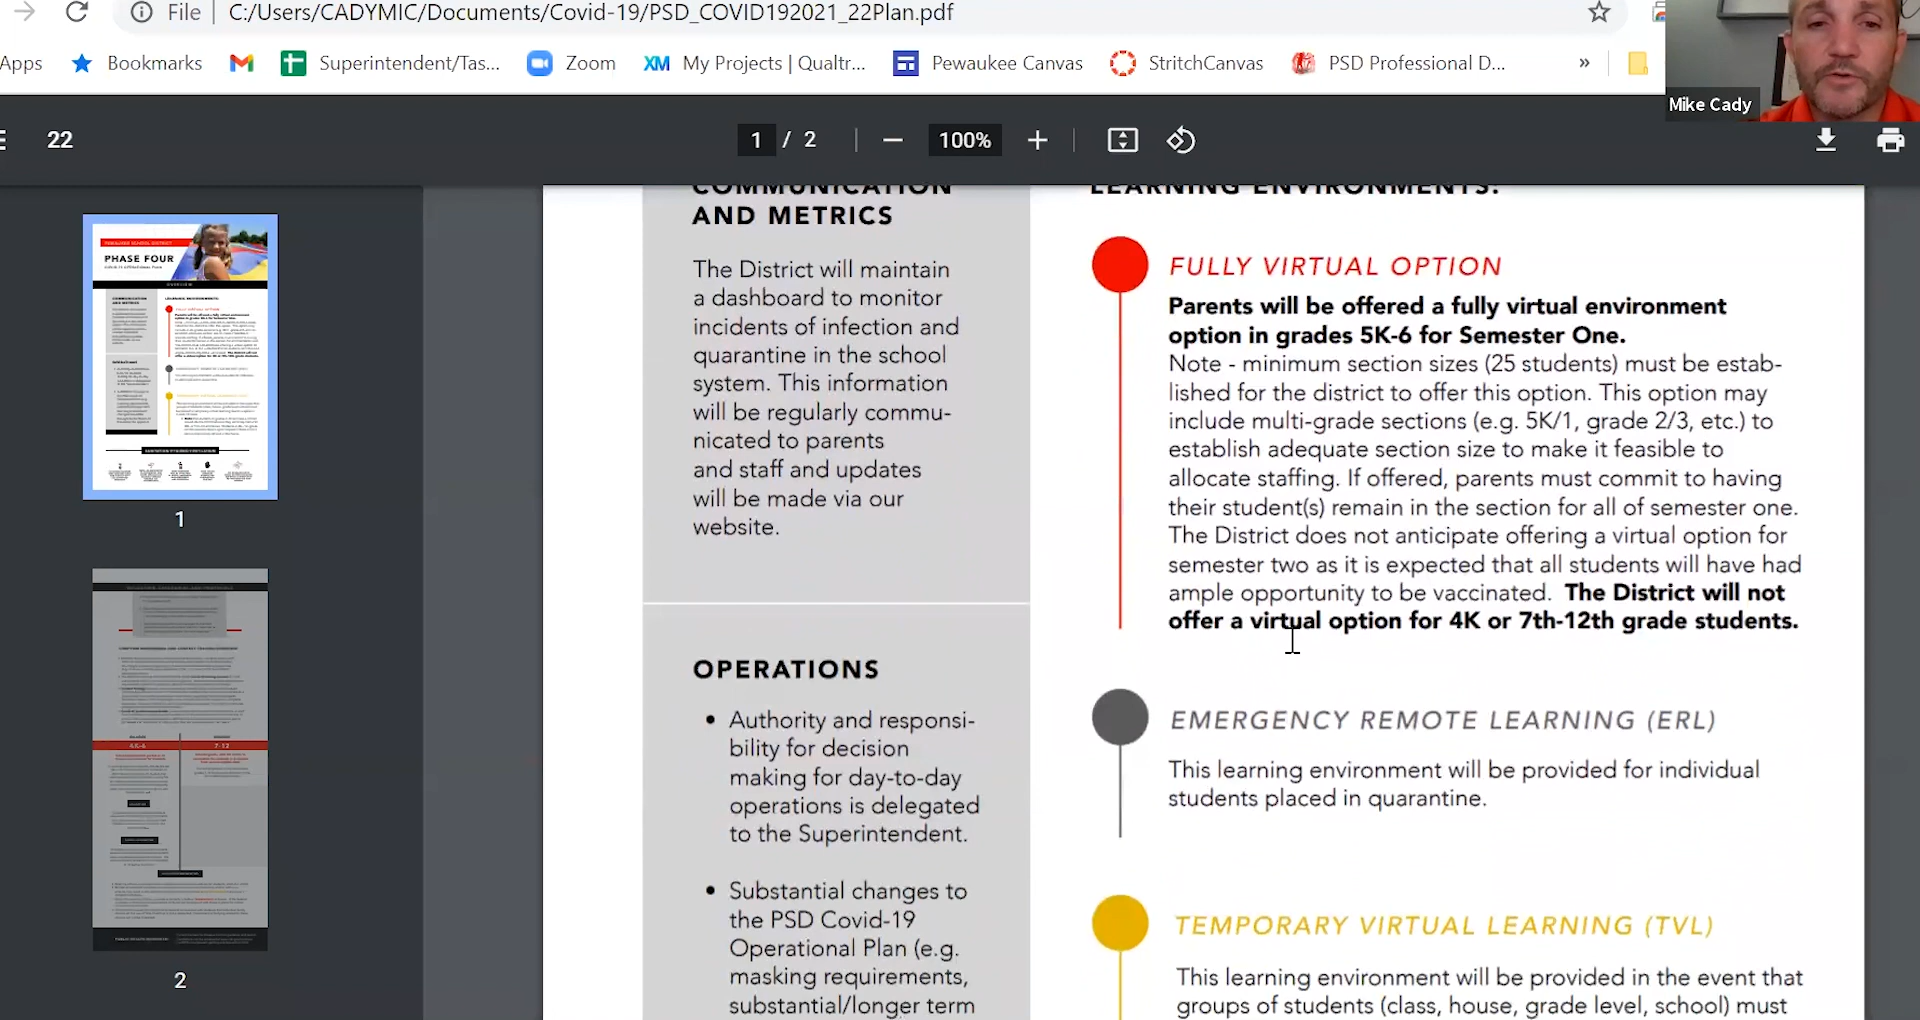 File C:/Users/CADYMIC/Documents/Covid-19/PSD_COVID192021_22Plan.pdf
Apps Bookmarks Superintendent/Tas... Zoom XM My Projects | Qualtr... Pewaukee Canvas StritchCanvas PSD Professional D... »
Mike Cady
22 1 / 2 100%
PHASE FOUR
1
4K-6 7-12
2
COMMUNICATION
AND METRICS
The District will maintain
a dashboard to monitor
incidents of infection and
quarantine in the school
system. This information
will be regularly commu-
nicated to parents
and staff and updates
will be made via our
website.
OPERATIONS
• Authority and responsi-
bility for decision
making for day-to-day
operations is delegated
to the Superintendent.
• Substantial changes to
the PSD Covid-19
Operational Plan (e.g.
masking requirements,
substantial/longer term
LEARNING ENVIRONMENTS:
FULLY VIRTUAL OPTION
Parents will be offered a fully virtual environment
option in grades 5K-6 for Semester One.
Note - minimum section sizes (25 students) must be estab-
lished for the district to offer this option. This option may
include multi-grade sections (e.g. 5K/1, grade 2/3, etc.) to
establish adequate section size to make it feasible to
allocate staffing. If offered, parents must commit to having
their student(s) remain in the section for all of semester one.
The District does not anticipate offering a virtual option for
semester two as it is expected that all students will have had
ample opportunity to be vaccinated. The District will not
offer a virtual option for 4K or 7th-12th grade students.
EMERGENCY REMOTE LEARNING (ERL)
This learning environment will be provided for individual
students placed in quarantine.
TEMPORARY VIRTUAL LEARNING (TVL)
This learning environment will be provided in the event that
groups of students (class, house, grade level, school) must